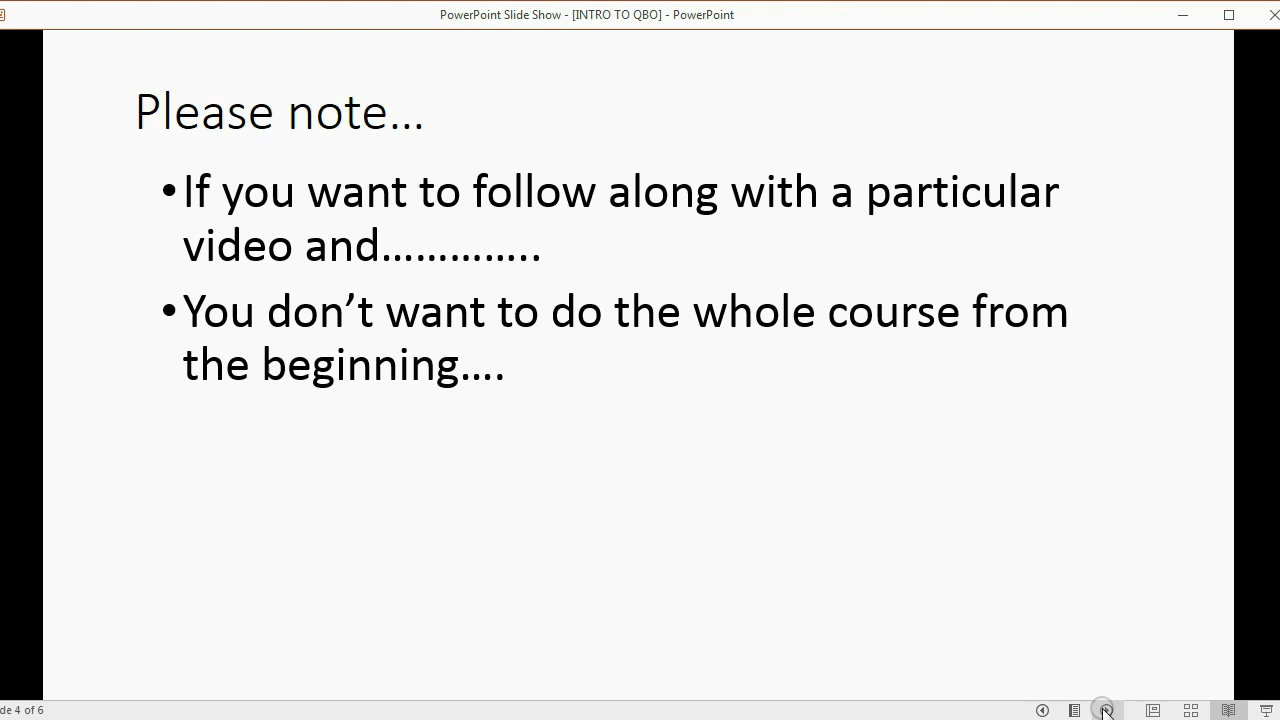 PowerPoint Slide Show - [INTRO TO QBO] - PowerPoint
Please note...
•If you want to follow along with a particular
video and…………..
•You don’t want to do the whole course from
the beginning….
de 4 of 6